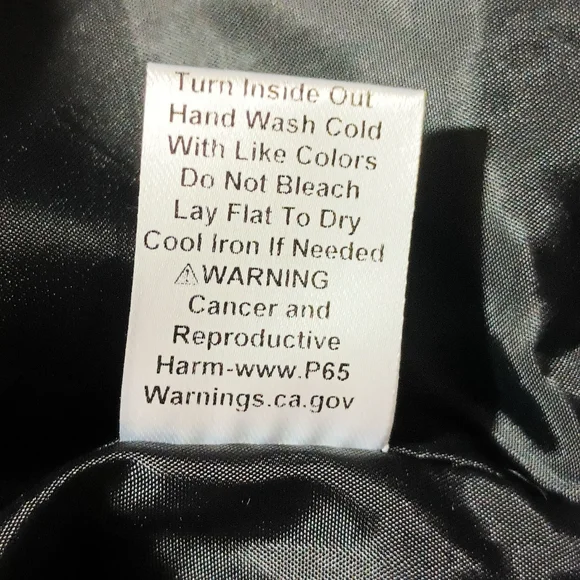 Turn Inside Out
Hand Wash Cold
With Like Colors
Do Not Bleach
Lay Flat To Dry
Cool Iron If Needed
⚠WARNING
Cancer and
Reproductive
Harm-www.P65
Warnings.ca.gov